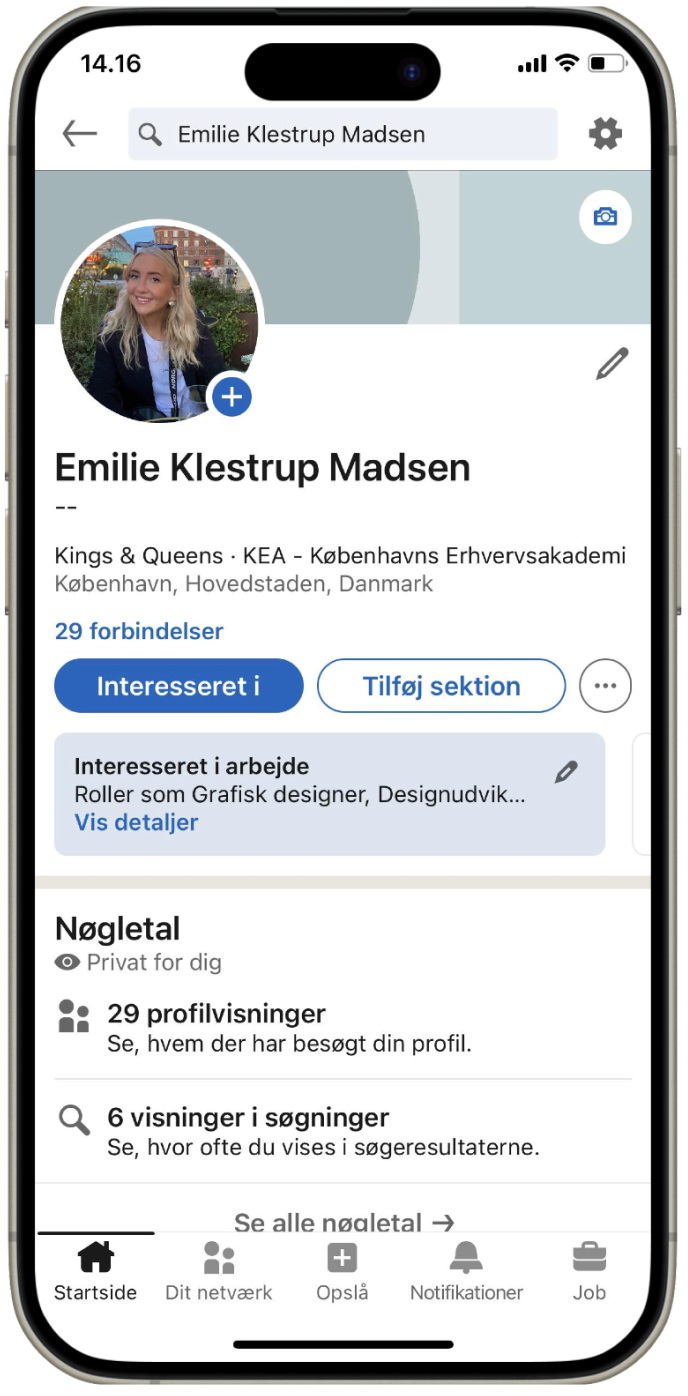 14.16
Emilie Klestrup Madsen
Emilie Klestrup Madsen
--
Kings & Queens · KEA - Københavns Erhvervsakademi
København, Hovedstaden, Danmark
29 forbindelser
Interesseret i
Tilføj sektion
Interesseret i arbejde
Roller som Grafisk designer, Designudvik...
Vis detaljer
Nøgletal
Privat for dig
29 profilvisninger
Se, hvem der har besøgt din profil.
6 visninger i søgninger
Se, hvor ofte du vises i søgeresultaterne.
Se alle nøgletal →
Startside
Dit netværk
Opslå
Notifikationer
Job